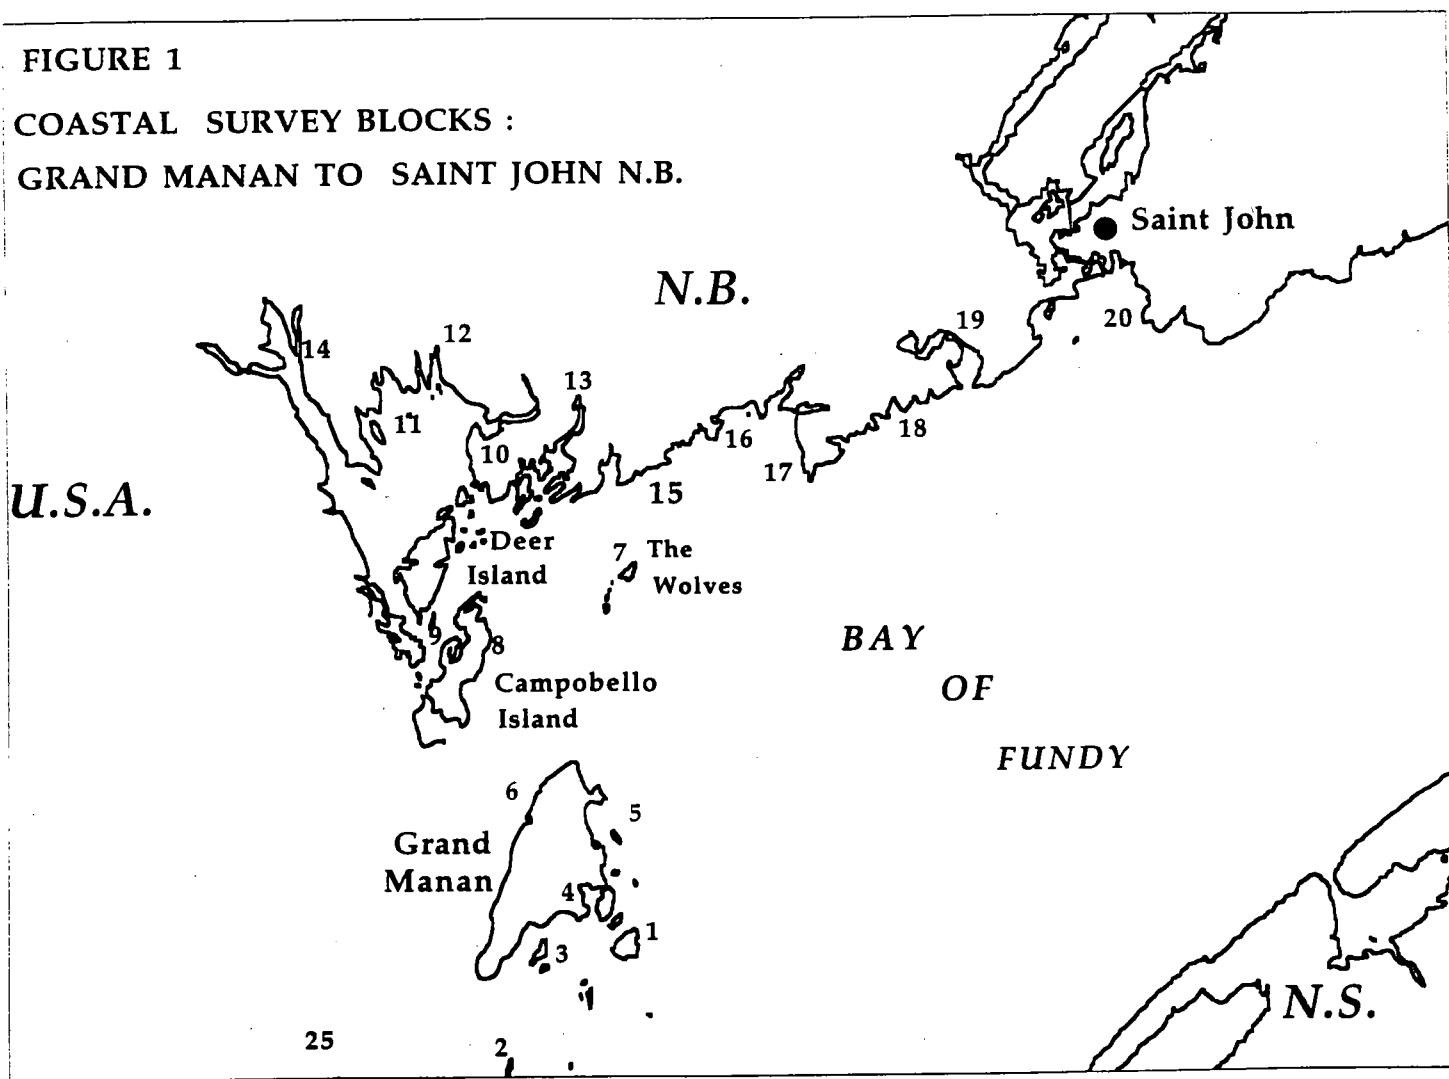 FIGURE 1
COASTAL SURVEY BLOCKS :
GRAND MANAN TO SAINT JOHN N.B.
Saint John
N.B.
19
20
12
14
13
11
18
16
10
17
15
U.S.A.
Deer
Island
7
The
Wolves
9
8
BAY
OF
FUNDY
Campobello
Island
6
5
Grand
Manan
4
1
3
N.S.
25
2